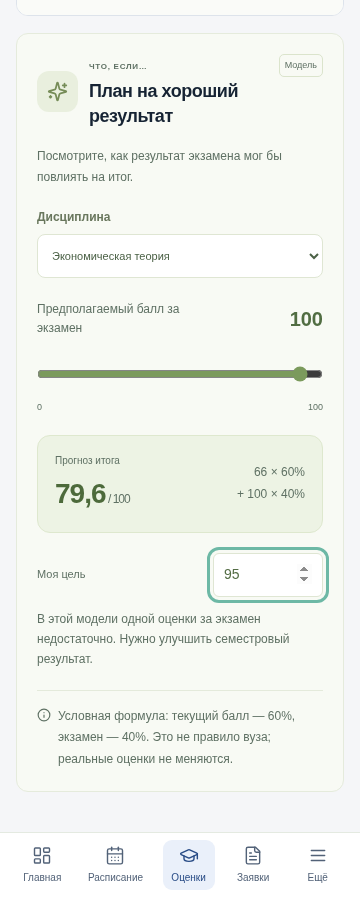 ЧТО, ЕСЛИ…
Модель
План на хороший
результат
Посмотрите, как результат экзамена мог бы
повлиять на итог.
Дисциплина
Экономическая теория
Предполагаемый балл за
экзамен
100
0
100
Прогноз итога
79,6 / 100
66 × 60%
+ 100 × 40%
Моя цель
95
В этой модели одной оценки за экзамен
недостаточно. Нужно улучшить семестровый
результат.
Условная формула: текущий балл — 60%,
экзамен — 40%. Это не правило вуза;
реальные оценки не меняются.
Главная
Расписание
Оценки
Заявки
Ещё